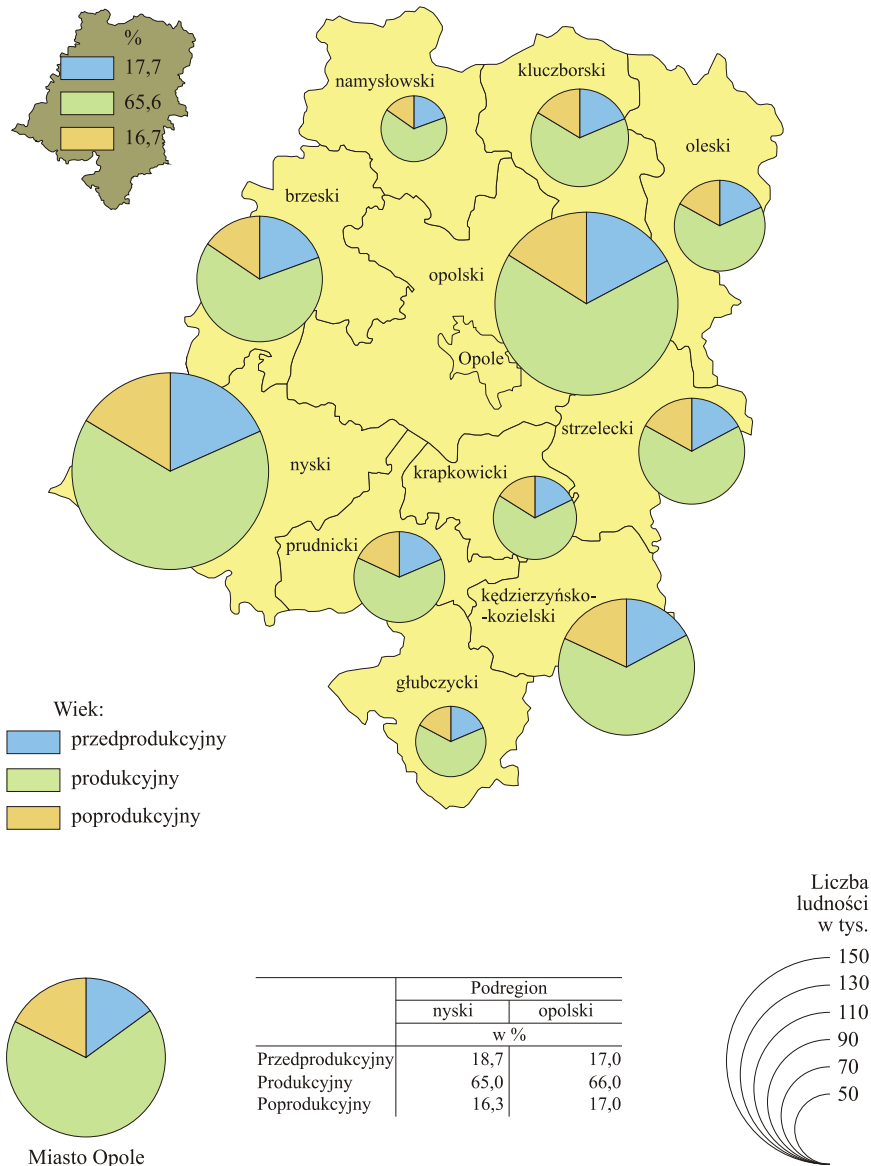 %
17,7
65,6
16,7
namysłowski
kluczborski
oleski
brzeski
opolski
Opole
strzelecki
nyski
krapkowicki
prudnicki
kędzierzyńsko-
-kozielski
głubczycki
Wiek:
przedprodukcyjny
produkcyjny
poprodukcyjny
Miasto Opole
Podregion
nyski opolski
w %
Przedprodukcyjny 18,7 17,0
Produkcyjny 65,0 66,0
Poprodukcyjny 16,3 17,0
Liczba
ludności
w tys.
150
130
110
90
70
50